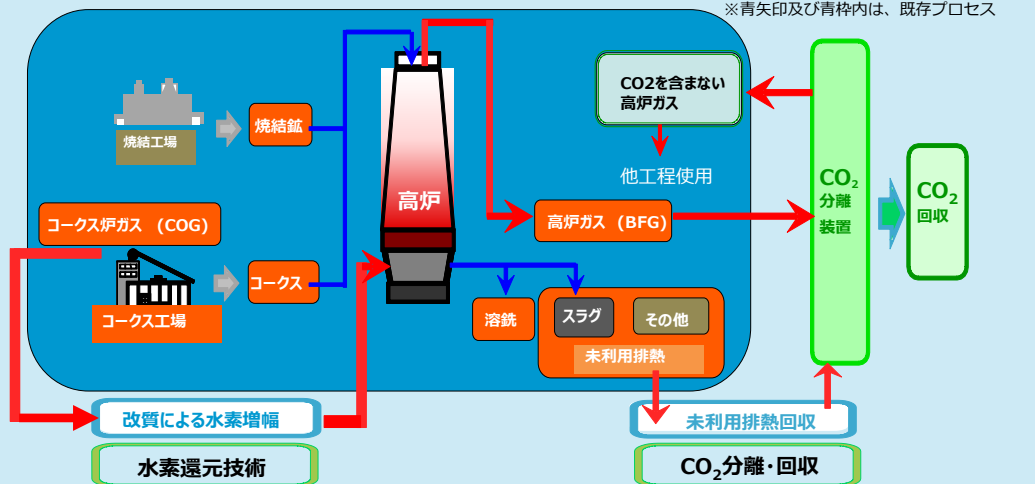 ※青矢印及び青枠内は、既存プロセス
CO2を含まない
高炉ガス
焼結鉱
焼結工場
他工程使用
CO₂
分離
装置
CO₂
回収
高炉
コークス炉ガス (COG)
高炉ガス (BFG)
コークス
コークス工場
溶銑
スラグ
その他
未利用排熱
改質による水素増幅
未利用排熱回収
水素還元技術
CO₂分離・回収